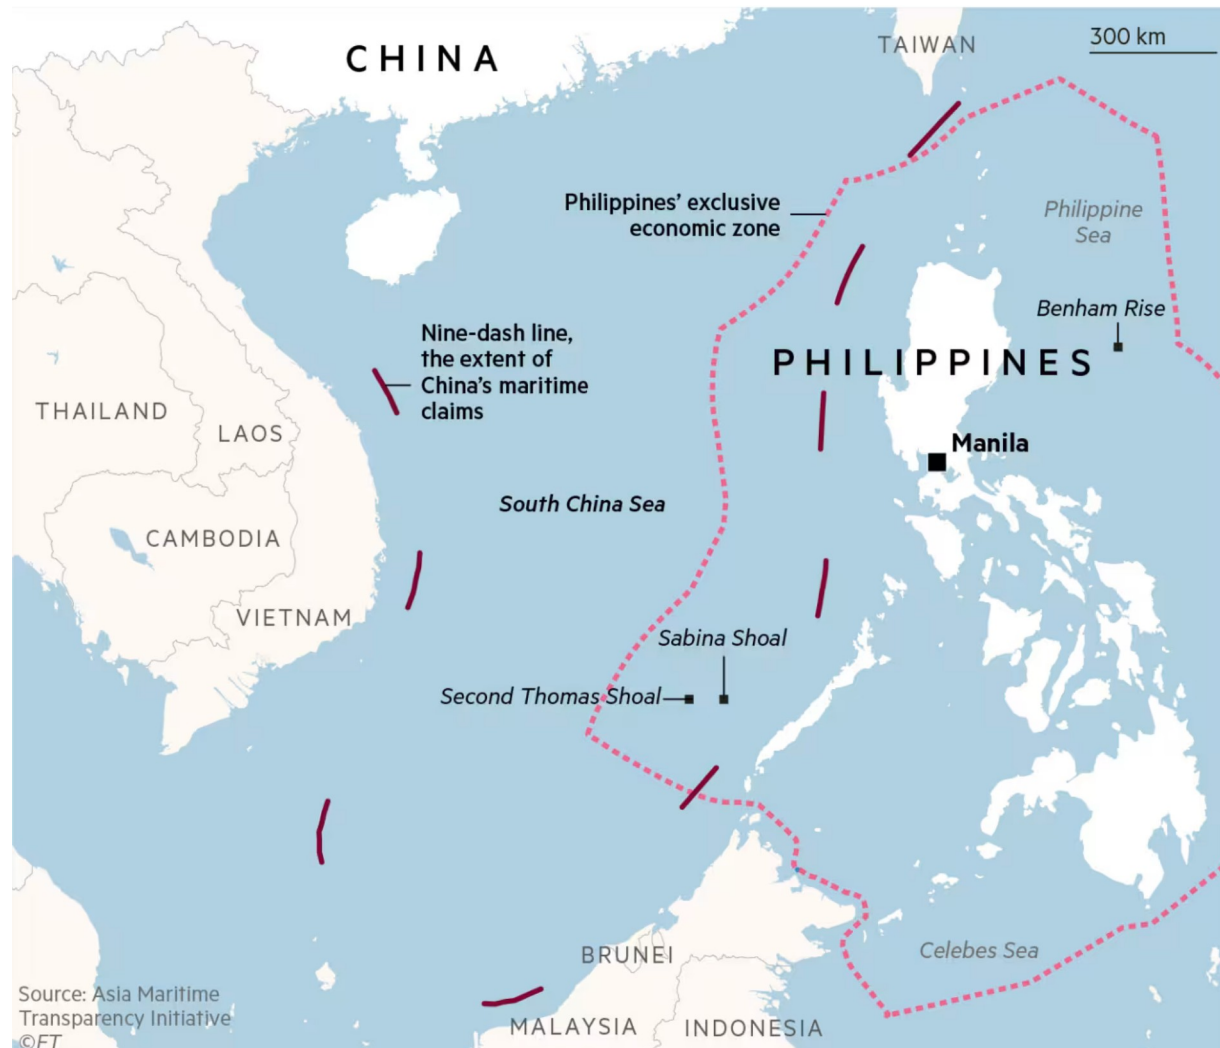 CHINA
TAIWAN
300 km
Philippines’ exclusive
economic zone
Philippine
Sea
Benham Rise
Nine-dash line,
the extent of
China’s maritime
claims
PHILIPPINES
THAILAND
LAOS
Manila
South China Sea
CAMBODIA
VIETNAM
Sabina Shoal
Second Thomas Shoal
BRUNEI
Celebes Sea
MALAYSIA
INDONESIA
Source: Asia Maritime
Transparency Initiative
©FT